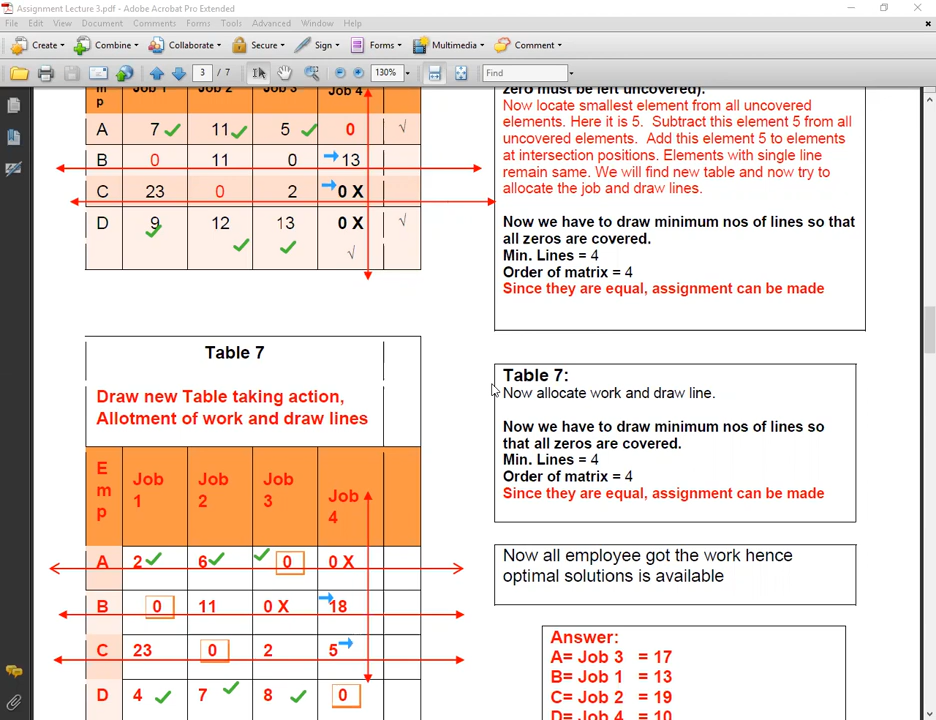 Assignment Lecture 3.pdf - Adobe Acrobat Pro Extended
File Edit View Document Comments Forms Tools Advanced Window Help
Create Combine Collaborate Secure Sign Forms Multimedia Comment
3 / 7 130% Find
m Job 1 Job 2 Job 3 Job 4
p
A 7 11 5 0 √
B 0 11 0 13
C 23 0 2 0 X
D 9 12 13 0 X √
√
zero must be left uncovered).
Now locate smallest element from all uncovered
elements. Here it is 5. Subtract this element 5 from all
uncovered elements. Add this element 5 to elements
at intersection positions. Elements with single line
remain same. We will find new table and now try to
allocate the job and draw lines.
Now we have to draw minimum nos of lines so that
all zeros are covered.
Min. Lines = 4
Order of matrix = 4
Since they are equal, assignment can be made
Table 7
Draw new Table taking action,
Allotment of work and draw lines
E
m
p
Job
1
Job
2
Job
3
Job
4
A 2 6 0 0 X
B 0 11 0 X 18
C 23 0 2 5
D 4 7 8 0
Table 7:
Now allocate work and draw line.
Now we have to draw minimum nos of lines so
that all zeros are covered.
Min. Lines = 4
Order of matrix = 4
Since they are equal, assignment can be made
Now all employee got the work hence
optimal solutions is available
Answer:
A= Job 3 = 17
B= Job 1 = 13
C= Job 2 = 19
D= Job 4 = 10